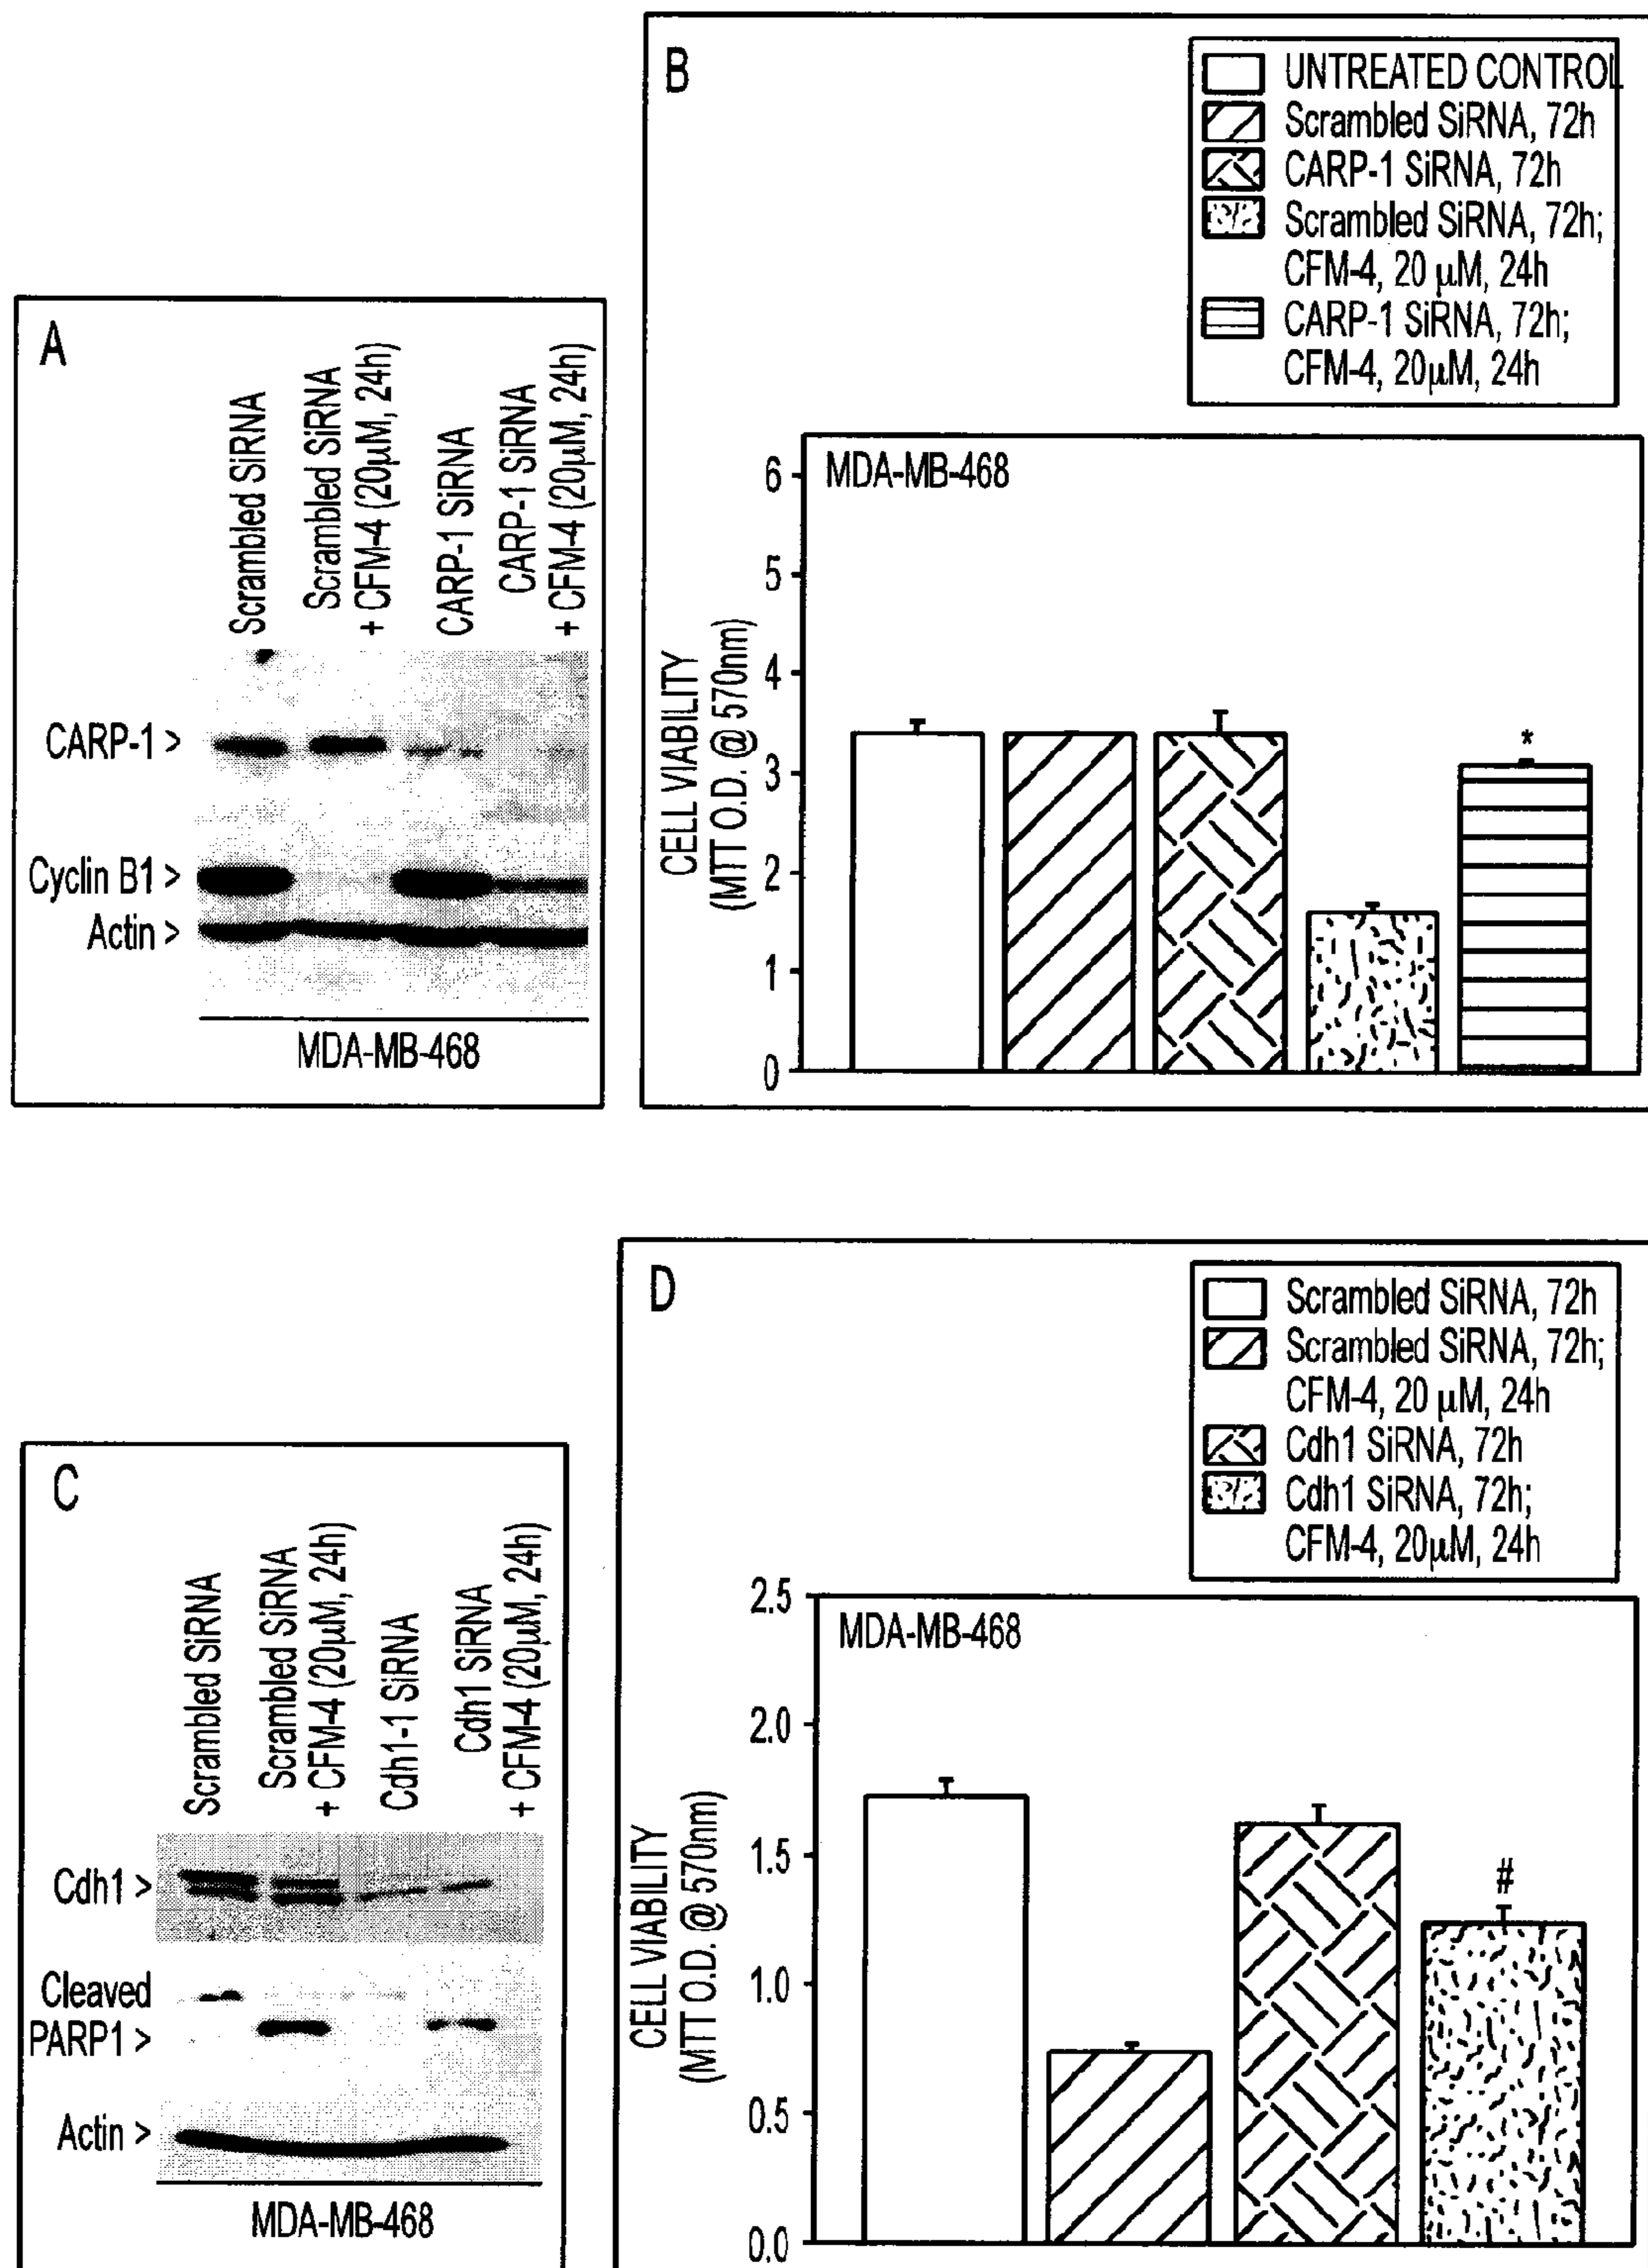 A
Scrambled SiRNA
Scrambled SiRNA
+ CFM-4 (20µM, 24h)
CARP-1 SiRNA
CARP-1 SiRNA
+ CFM-4 (20µM, 24h)
CARP-1 >
Cyclin B1 >
Actin >
MDA-MB-468
B
UNTREATED CONTROL
Scrambled SiRNA, 72h
CARP-1 SiRNA, 72h
Scrambled SiRNA, 72h;
CFM-4, 20 µM, 24h
CARP-1 SiRNA, 72h;
CFM-4, 20µM, 24h
MDA-MB-468
CELL VIABILITY
(MTT O.D. @ 570nm)
6
5
4
3
2
1
0
*
C
Scrambled SiRNA
Scrambled SiRNA
+ CFM-4 (20µM, 24h)
Cdh1-1 SiRNA
Cdh1 SiRNA
+ CFM-4 (20µM, 24h)
Cdh1 >
Cleaved
PARP1 >
Actin >
MDA-MB-468
D
Scrambled SiRNA, 72h
Scrambled SiRNA, 72h;
CFM-4, 20 µM, 24h
Cdh1 SiRNA, 72h
Cdh1 SiRNA, 72h;
CFM-4, 20µM, 24h
MDA-MB-468
CELL VIABILITY
(MTT O.D. @ 570nm)
2.5
2.0
1.5
1.0
0.5
0.0
#